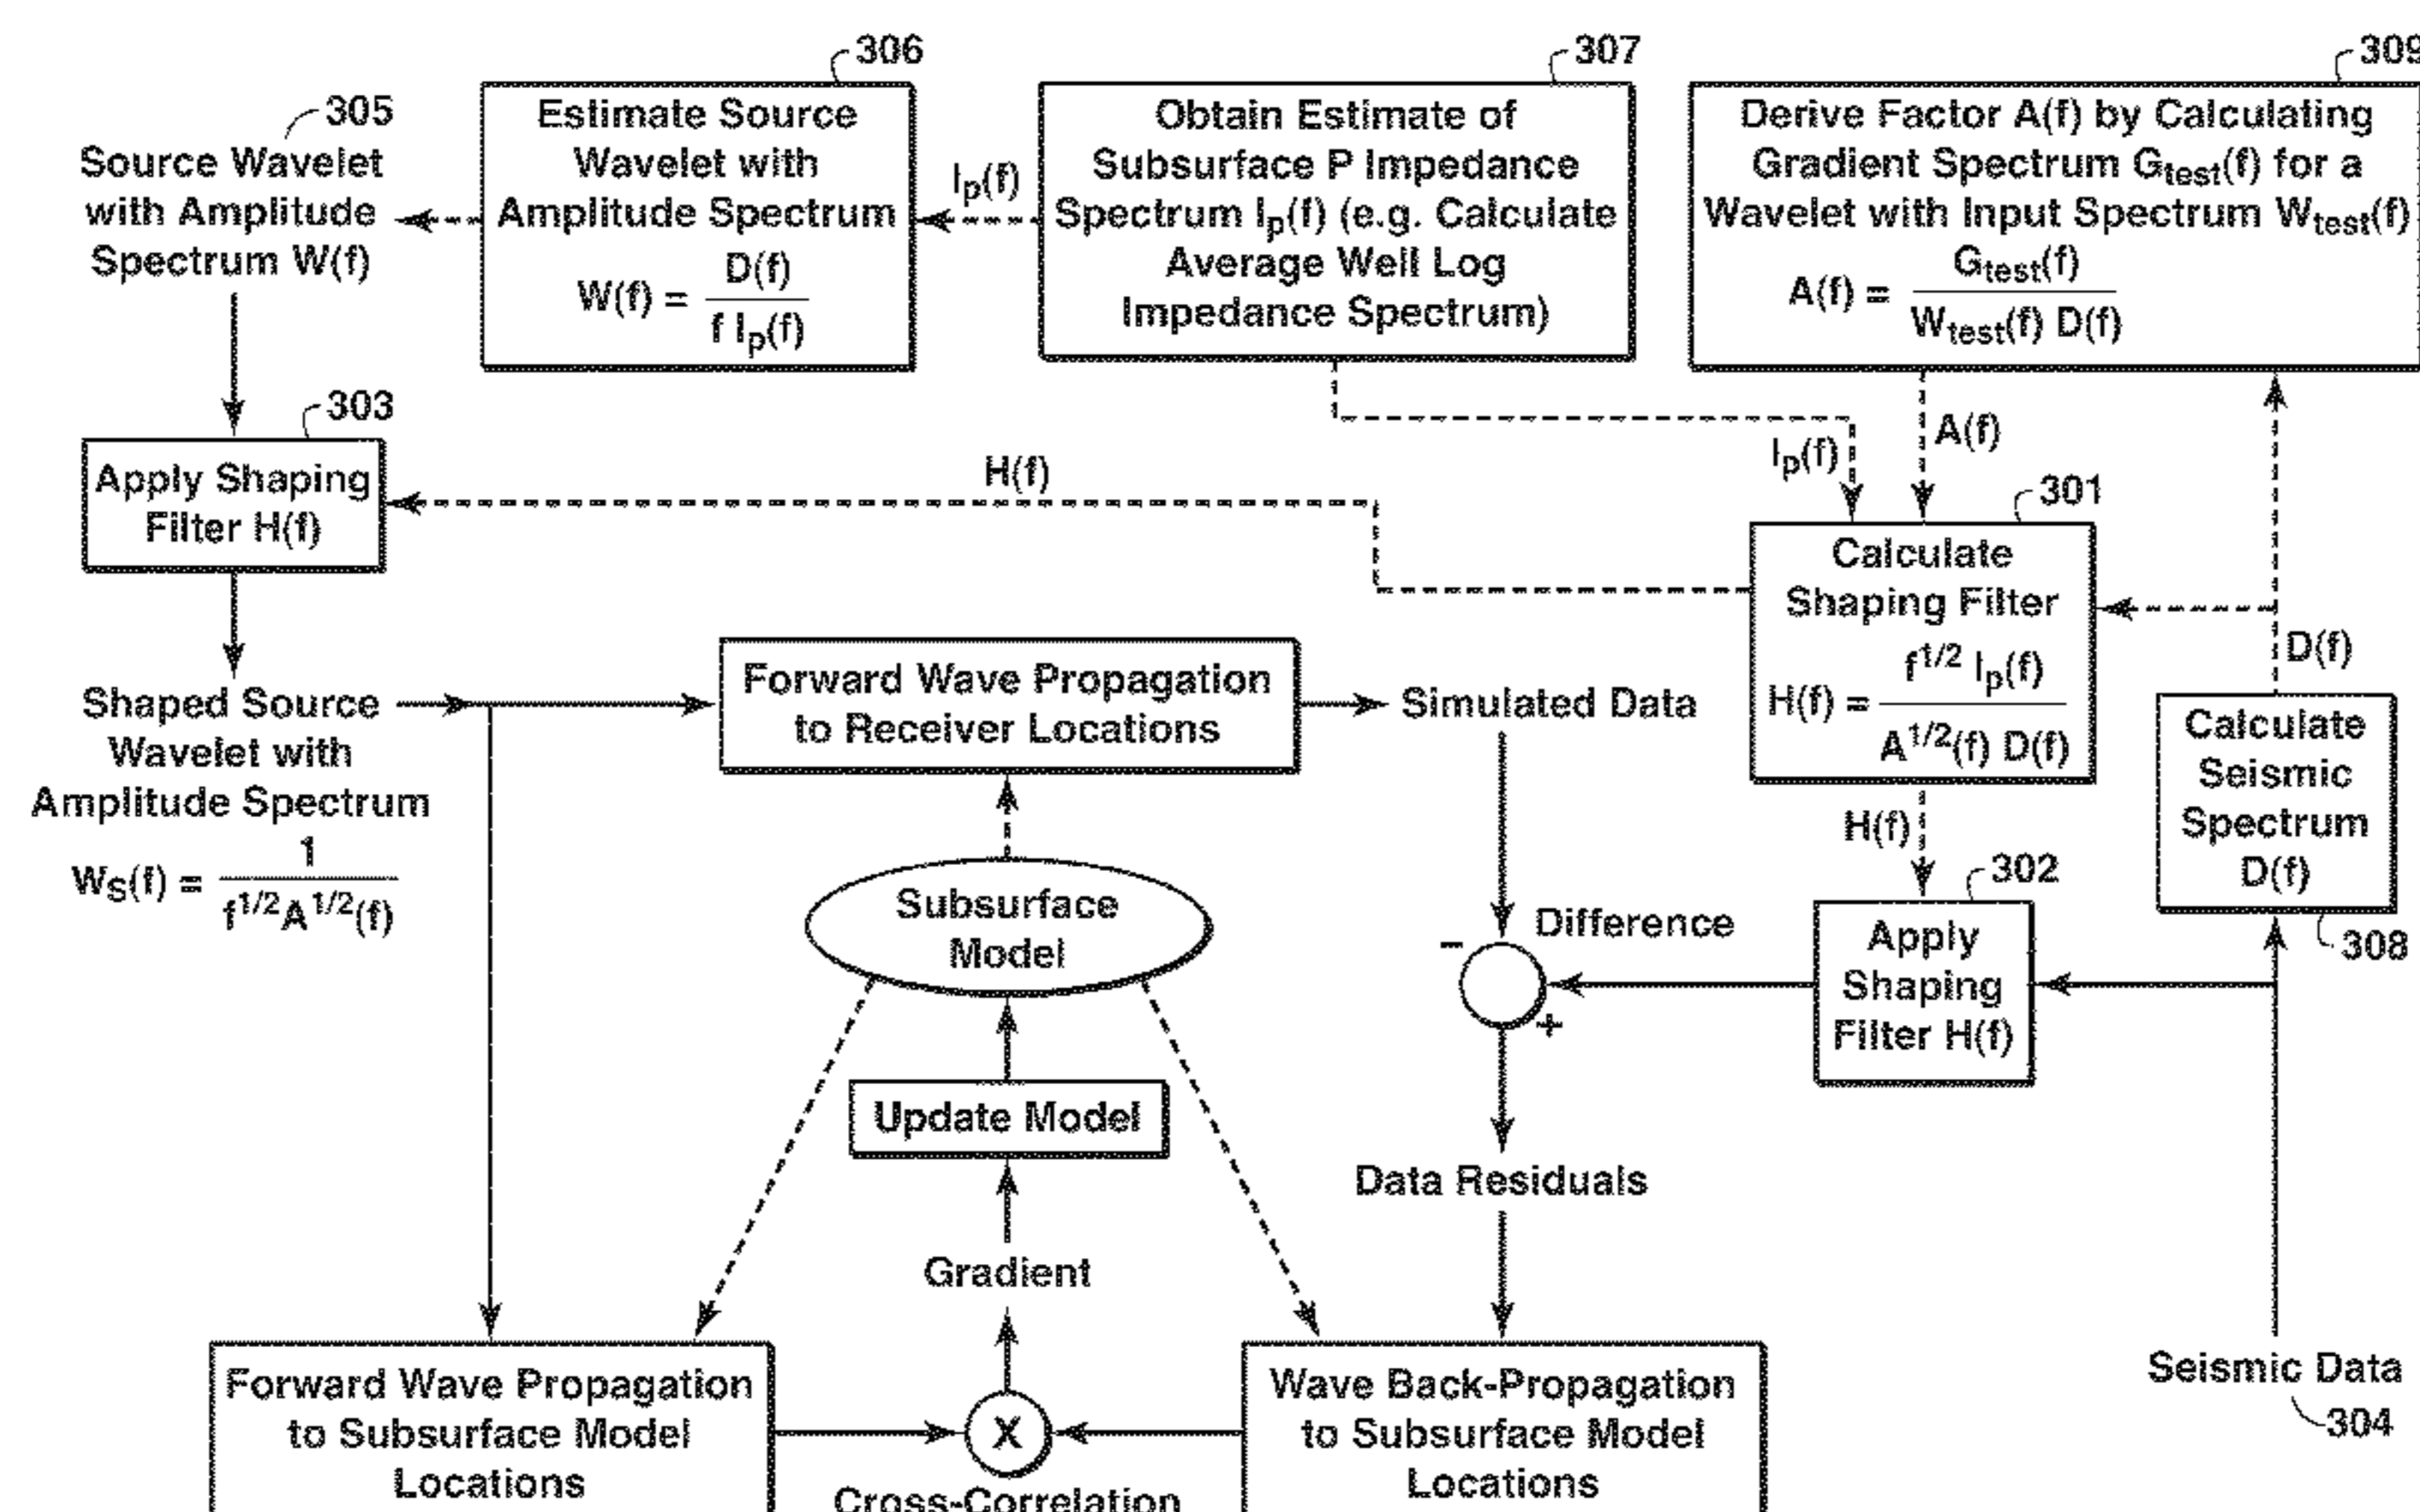 305
Source Wavelet
with Amplitude
Spectrum W(f)
306
Estimate Source
Wavelet with
Amplitude Spectrum
W(f) = D(f) / f Ip(f)
Ip(f)
307
Obtain Estimate of
Subsurface P Impedance
Spectrum Ip(f) (e.g. Calculate
Average Well Log
Impedance Spectrum)
309
Derive Factor A(f) by Calculating
Gradient Spectrum Gtest(f) for a
Wavelet with Input Spectrum Wtest(f)
A(f) = Gtest(f) / Wtest(f) D(f)
303
Apply Shaping
Filter H(f)
H(f)
Ip(f)
A(f)
301
Calculate
Shaping Filter
H(f) = f^1/2 Ip(f) / A^1/2(f) D(f)
D(f)
Shaped Source
Wavelet with
Amplitude Spectrum
WS(f) = 1 / f^1/2 A^1/2(f)
Forward Wave Propagation
to Receiver Locations
Simulated Data
Calculate
Seismic
Spectrum
D(f)
308
H(f)
302
Apply
Shaping
Filter H(f)
Subsurface
Model
Difference
-
+
Update Model
Data Residuals
Gradient
Seismic Data
304
Forward Wave Propagation
to Subsurface Model
Locations
X
Cross-Correlation
Wave Back-Propagation
to Subsurface Model
Locations